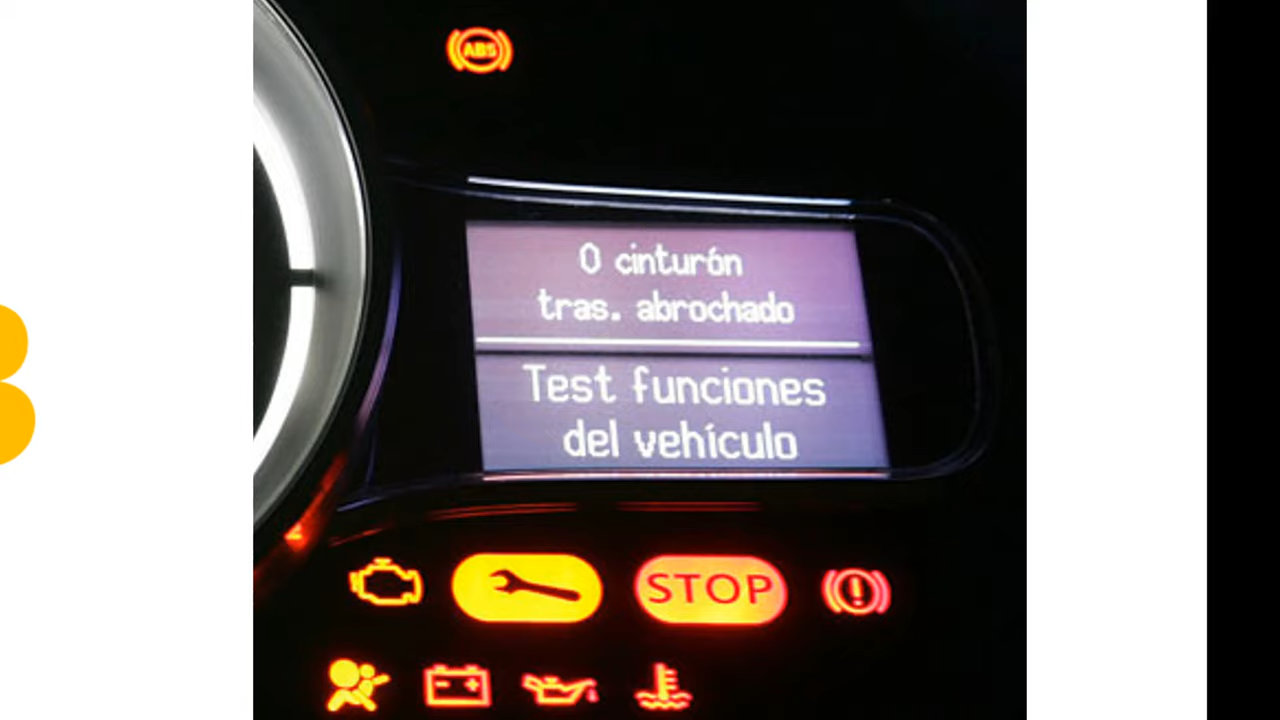 ABS
0 cinturón
tras. abrochado
Test funciones
del vehículo
STOP